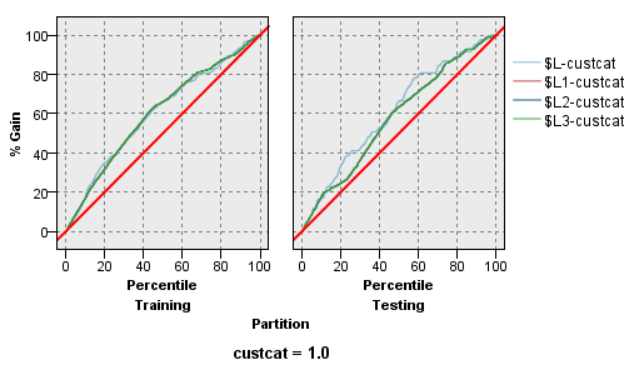 100
80
60
40
20
0
% Gain
0 20 40 60 80 100
Percentile
Training
0 20 40 60 80 100
Percentile
Testing
Partition
custcat = 1.0
$L-custcat
$L1-custcat
$L2-custcat
$L3-custcat